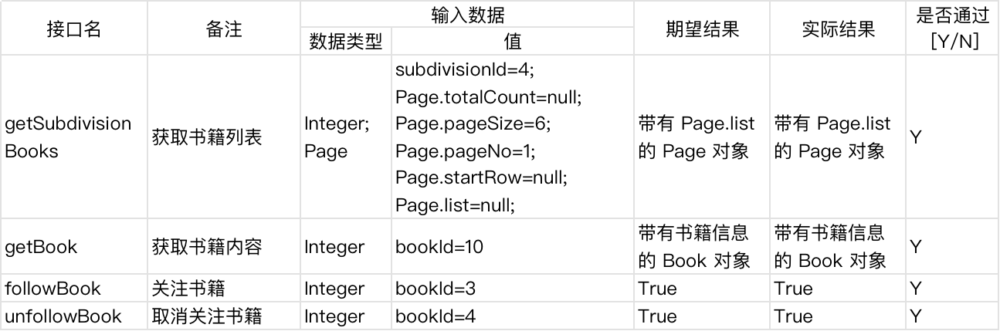 接口名
备注
输入数据
期望结果
实际结果
是否通过
[Y/N]
数据类型
值
getSubdivision
Books
获取书籍列表
Integer;
Page
subdivisionId=4;
Page.totalCount=null;
Page.pageSize=6;
Page.pageNo=1;
Page.startRow=null;
Page.list=null;
带有 Page.list
的 Page 对象
带有 Page.list
的 Page 对象
Y
getBook
获取书籍内容
Integer
bookId=10
带有书籍信息
的 Book 对象
带有书籍信息
的 Book 对象
Y
followBook
关注书籍
Integer
bookId=3
True
True
Y
unfollowBook
取消关注书籍
Integer
bookId=4
True
True
Y